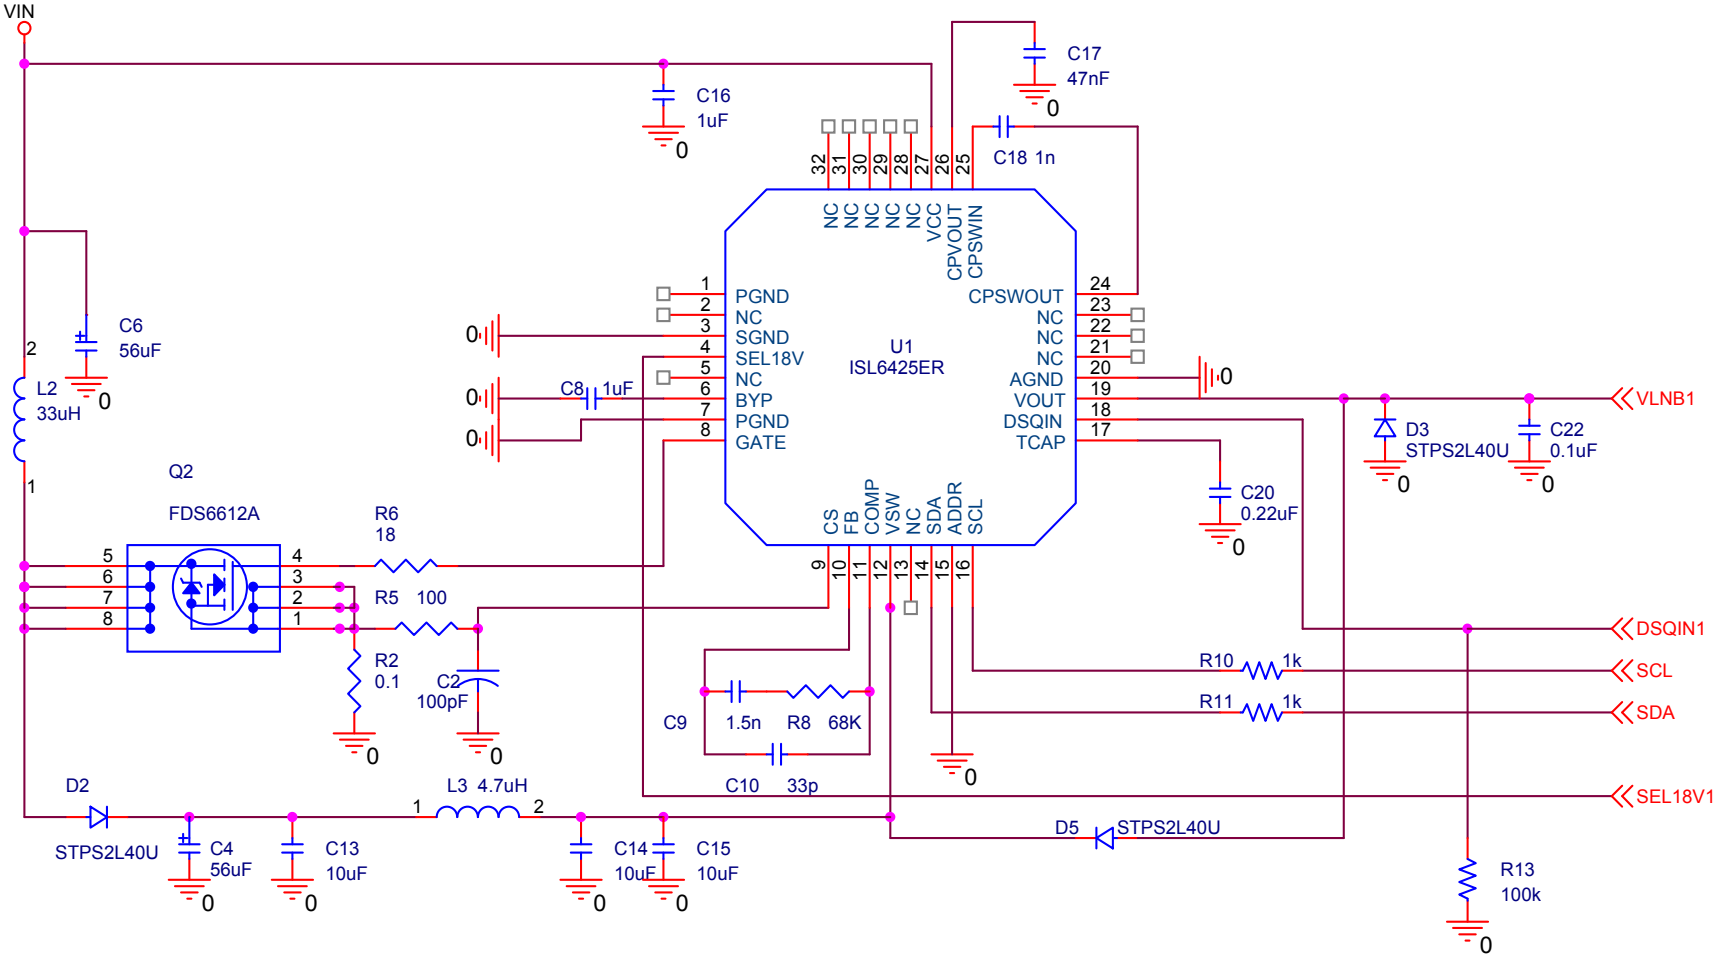 VIN
C17
47nF
0
C16
1uF
0
C18 1n
32
31
30
29
28
27
26
25
NC
NC
NC
NC
NC
VCC
CPVOUT
CPSWIN
1
PGND
2
NC
3
SGND
4
SEL18V
5
NC
6
BYP
7
PGND
8
GATE
U1
ISL6425ER
24
CPSWOUT
23
NC
22
NC
21
NC
20
AGND
19
VOUT
18
DSQIN
17
TCAP
0
0
0
C8
1uF
0
VLNB1
C6
56uF
0
2
L2
33uH
1
D3
STPS2L40U
0
C22
0.1uF
0
C20
0.22uF
0
Q2
FDS6612A
5
6
7
8
4
3
2
1
R6
18
R5
100
R2
0.1
0
C2
100pF
0
CS
FB
COMP
VSW
NC
SDA
ADDR
SCL
9
10
11
12
13
14
15
16
DSQIN1
R10
1k
SCL
R11
1k
SDA
C9
1.5n
R8
68K
C10
33p
0
SEL18V1
D2
STPS2L40U
C4
56uF
0
C13
10uF
0
1
L3 4.7uH
2
C14
10uF
0
C15
10uF
0
D5
STPS2L40U
R13
100k
0